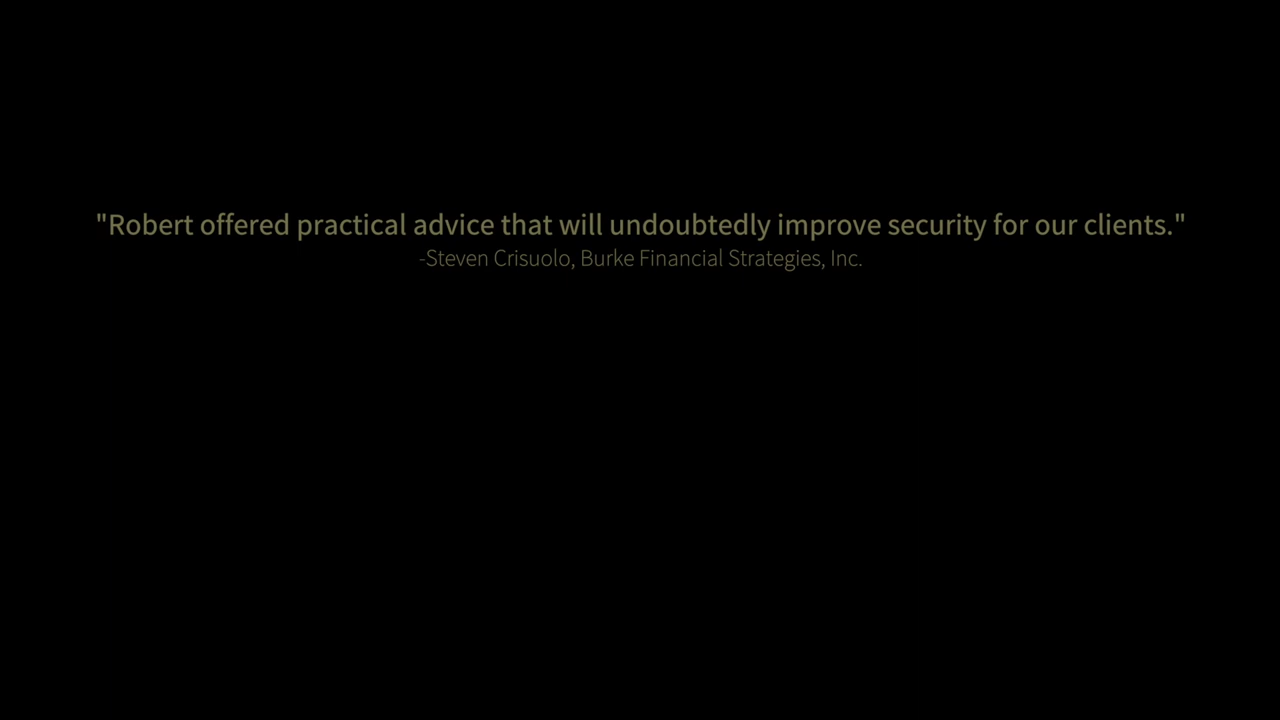 "Robert offered practical advice that will undoubtedly improve security for our clients."
-Steven Crisuolo, Burke Financial Strategies, Inc.